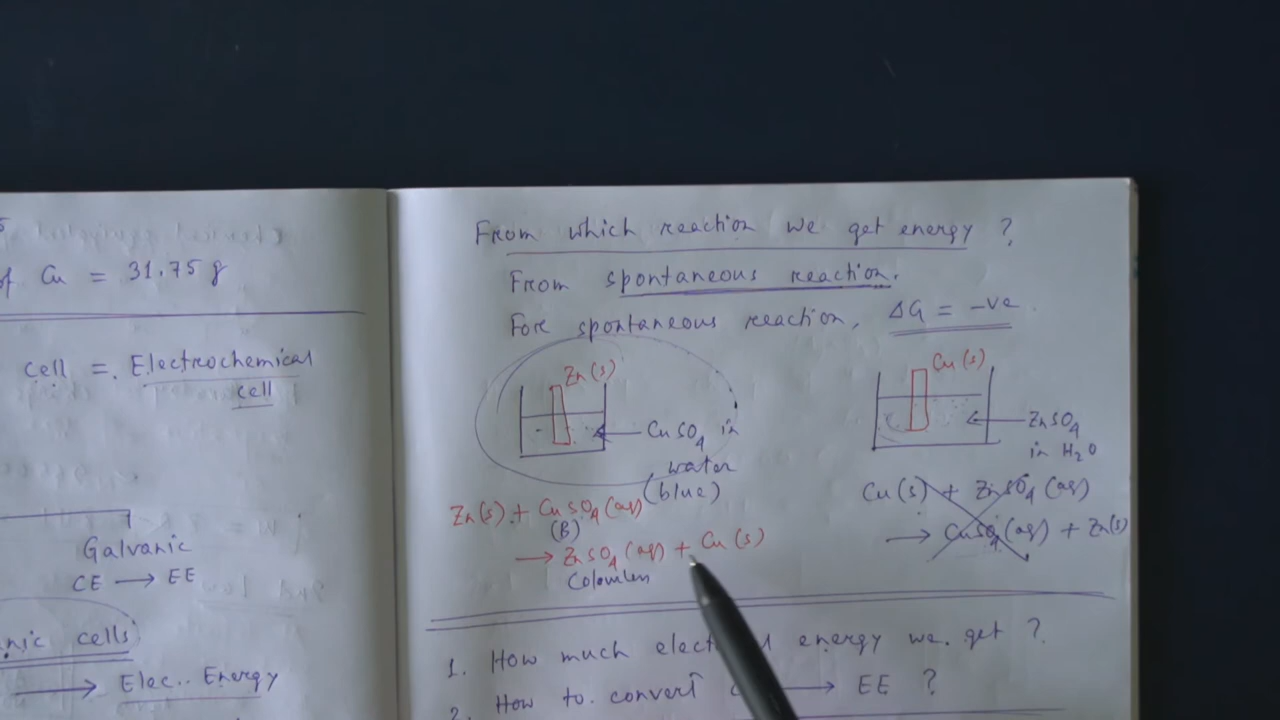 of Cu = 31.75 g
cell = Electrochemical
cell
Galvanic
CE → EE
cells
→ Elec.. Energy
From which reaction we get energy ?
From spontaneous reaction.
For spontaneous reaction, ΔG = -ve
Zn(s)
CuSO4 in
water
(blue)
Zn(s) + CuSO4(aq)
(B)
→ ZnSO4(aq) + Cu(s)
Cu(s)
ZnSO4
in H2O
Cu(s) + ZnSO4(aq)
→ CuSO4(aq) + Zn(s)
1. How much energy we get ?
2. How to convert → EE ?